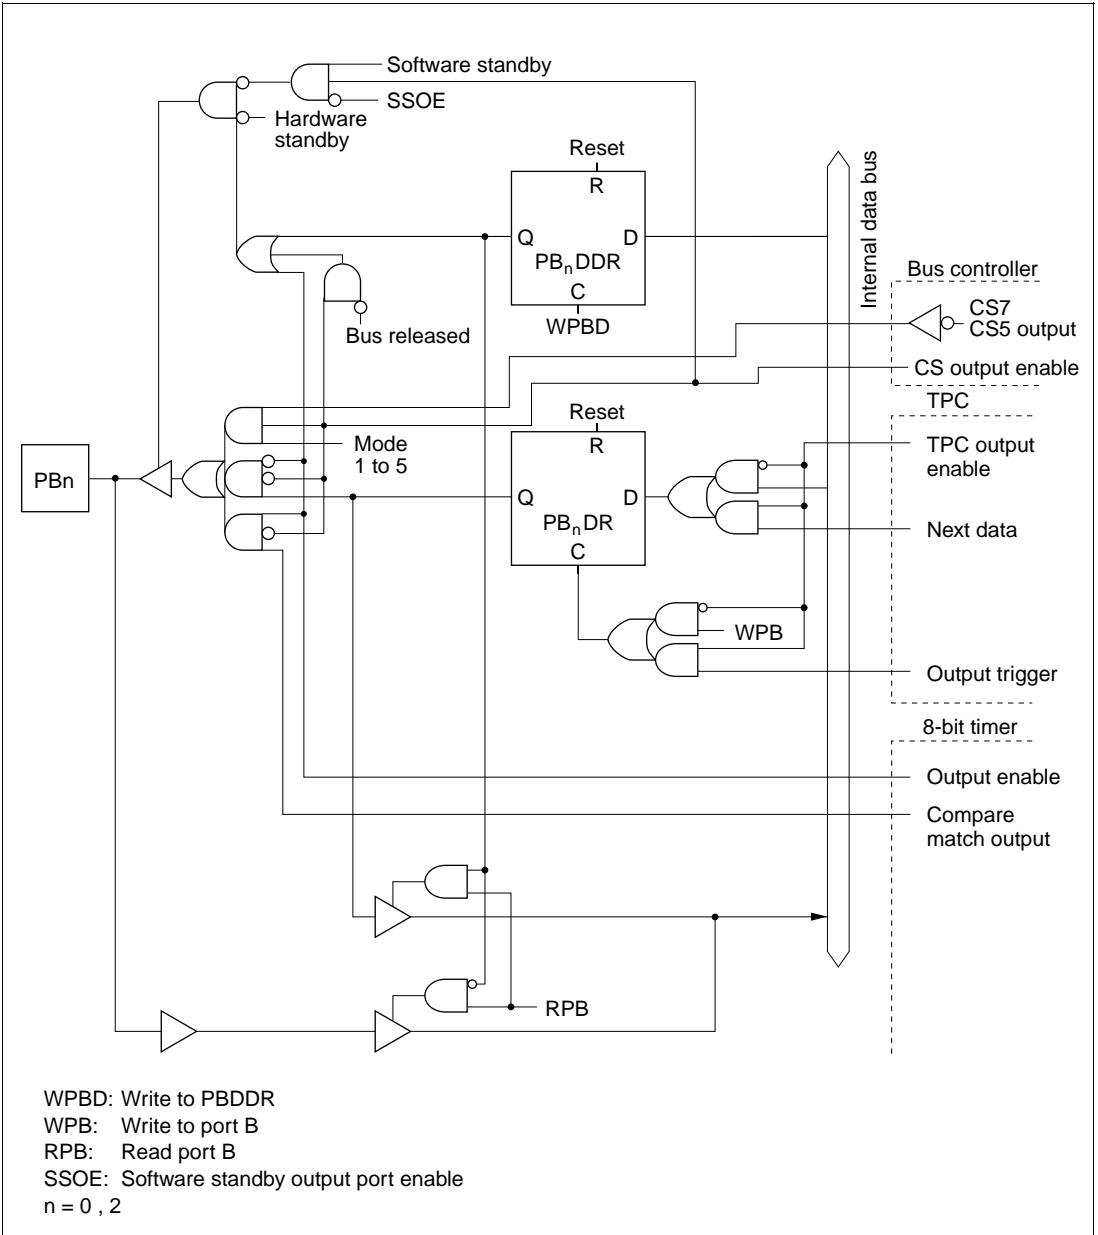 Software standby
SSOE
Hardware
standby
Reset
R
Q
D
PBnDDR
C
WPBD
Internal data bus
Bus controller
CS7
CS5 output
Bus released
CS output enable
TPC
Reset
R
Mode
1 to 5
TPC output
enable
PBn
Q
D
PBnDR
C
Next data
WPB
Output trigger
8-bit timer
Output enable
Compare
match output
RPB
WPBD: Write to PBDDR
WPB: Write to port B
RPB: Read port B
SSOE: Software standby output port enable
n = 0 , 2